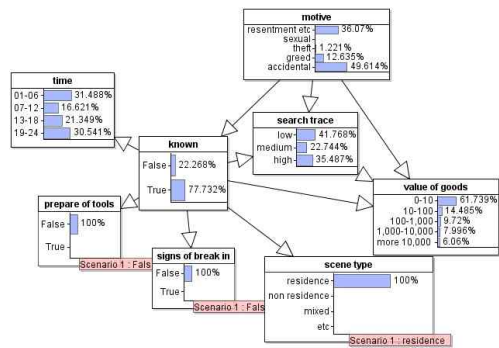 motive
resentment etc 36.07%
sexual
theft 1.221%
greed 12.635%
accidental 49.614%
time
01-06 31.488%
07-12 16.621%
13-18 21.349%
19-24 30.541%
search trace
low 41.768%
medium 22.744%
high 35.487%
known
False 22.268%
True 77.732%
value of goods
0-10 61.739%
10-100 14.485%
100-1,000 9.72%
1,000-10,000 7.996%
more 10,000 6.06%
prepare of tools
False 100%
True
Scenario 1 : Fals
signs of break in
False 100%
True
Scenario 1 : Fals
scene type
residence 100%
non residence
mixed
etc
Scenario 1 : residence